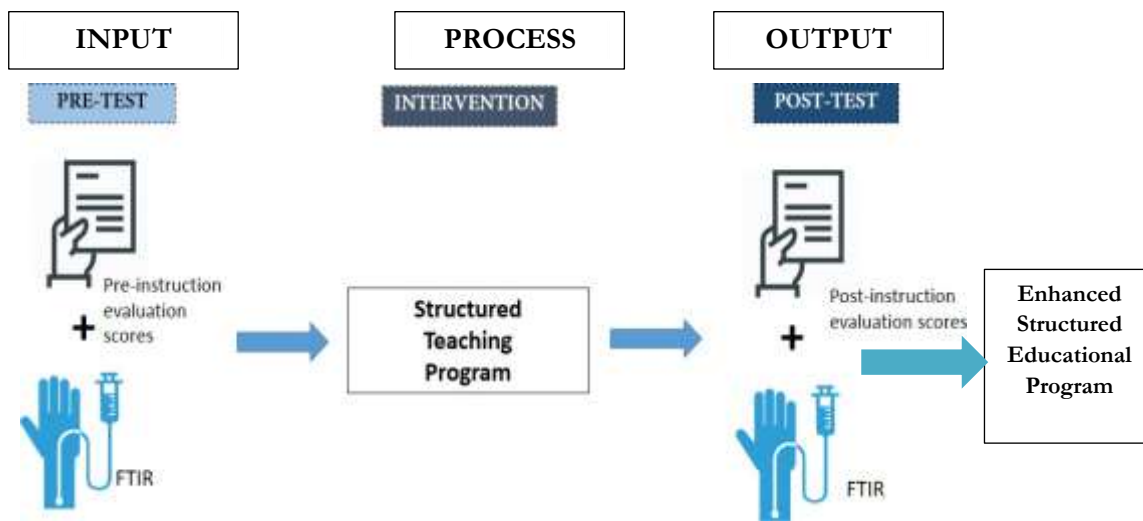 INPUT
PROCESS
OUTPUT
PRE-TEST
INTERVENTION
POST-TEST
Pre-instruction
evaluation
scores
+
FTIR
Structured
Teaching
Program
Post-instruction
evaluation scores
+
FTIR
Enhanced
Structured
Educational
Program